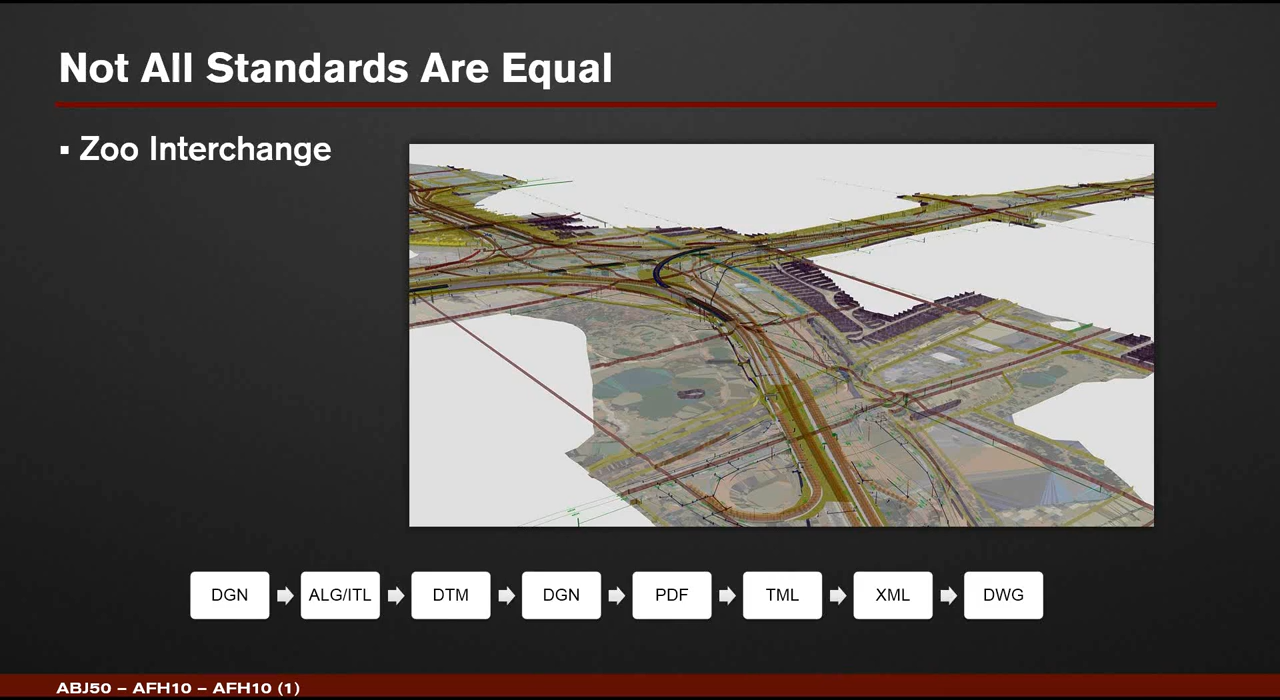 Not All Standards Are Equal
▪ Zoo Interchange
DGN
ALG/ITL
DTM
DGN
PDF
TML
XML
DWG
ABJ50 – AFH10 – AFH10 (1)